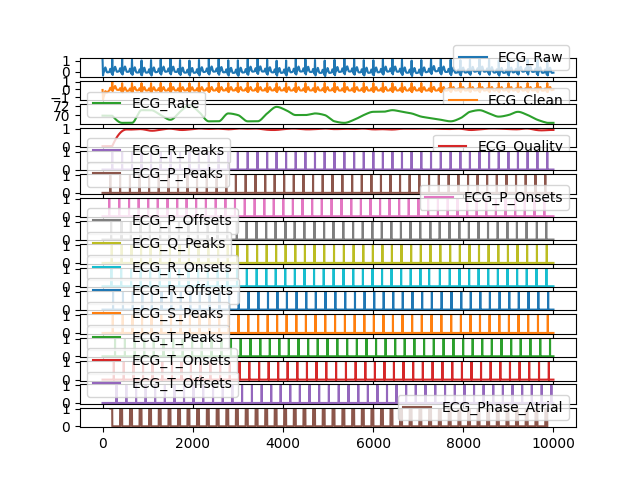 1
0
ECG_Raw
0
−1
ECG_Clean
72
70
ECG_Rate
1
0
ECG_Quality
1
0
ECG_R_Peaks
1
0
ECG_P_Peaks
1
0
ECG_P_Onsets
1
0
ECG_P_Offsets
1
0
ECG_Q_Peaks
1
0
ECG_R_Onsets
1
0
ECG_R_Offsets
1
0
ECG_S_Peaks
1
0
ECG_T_Peaks
1
0
ECG_T_Onsets
1
0
ECG_T_Offsets
1
0
ECG_Phase_Atrial
0 2000 4000 6000 8000 10000